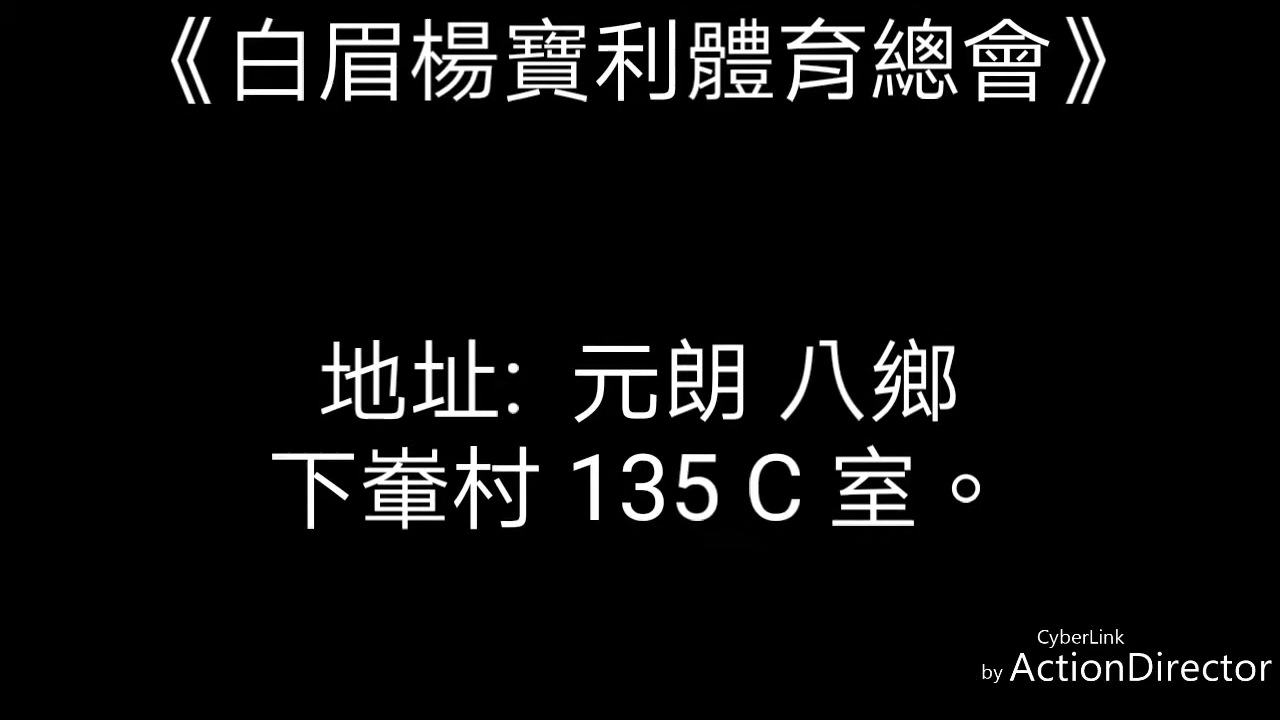 《白眉楊寶利體育總會》
地址: 元朗 八鄉
下輋村 135 C 室。
CyberLink
by ActionDirector